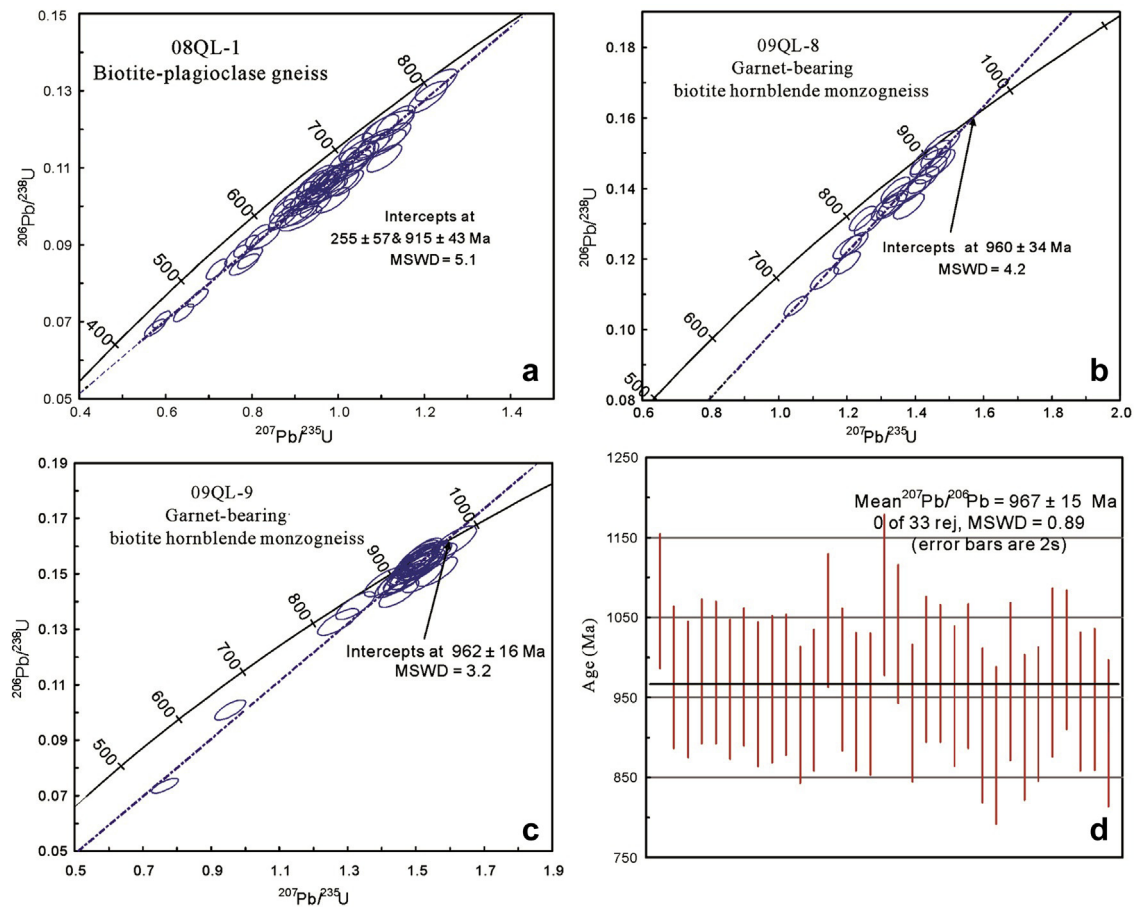 08QL-1
Biotite-plagioclase gneiss
0.15
0.13
0.11
0.09
0.07
0.05
206Pb/238U
400
500
600
700
800
Intercepts at
255 ± 57& 915 ± 43 Ma
MSWD = 5.1
a
0.4
0.6
0.8
1.0
1.2
1.4
207Pb/235U
09QL-8
Garnet-bearing
biotite hornblende monzogneiss
0.18
0.16
0.14
0.12
0.10
0.08
206Pb/238U
500
600
700
800
900
1000
Intercepts at 960 ± 34 Ma
MSWD = 4.2
b
0.6
0.8
1.0
1.2
1.4
1.6
1.8
2.0
207Pb/235U
09QL-9
Garnet-bearing
biotite hornblende monzogneiss
0.19
0.17
0.15
0.13
0.11
0.09
0.07
0.05
206Pb/238U
500
600
700
800
900
1000
Intercepts at 962 ± 16 Ma
MSWD = 3.2
c
0.5
0.7
0.9
1.1
1.3
1.5
1.7
1.9
207Pb/235U
1250
1150
1050
950
850
750
Age (Ma)
Mean207Pb/206Pb = 967 ± 15 Ma
0 of 33 rej, MSWD = 0.89
(error bars are 2s)
d